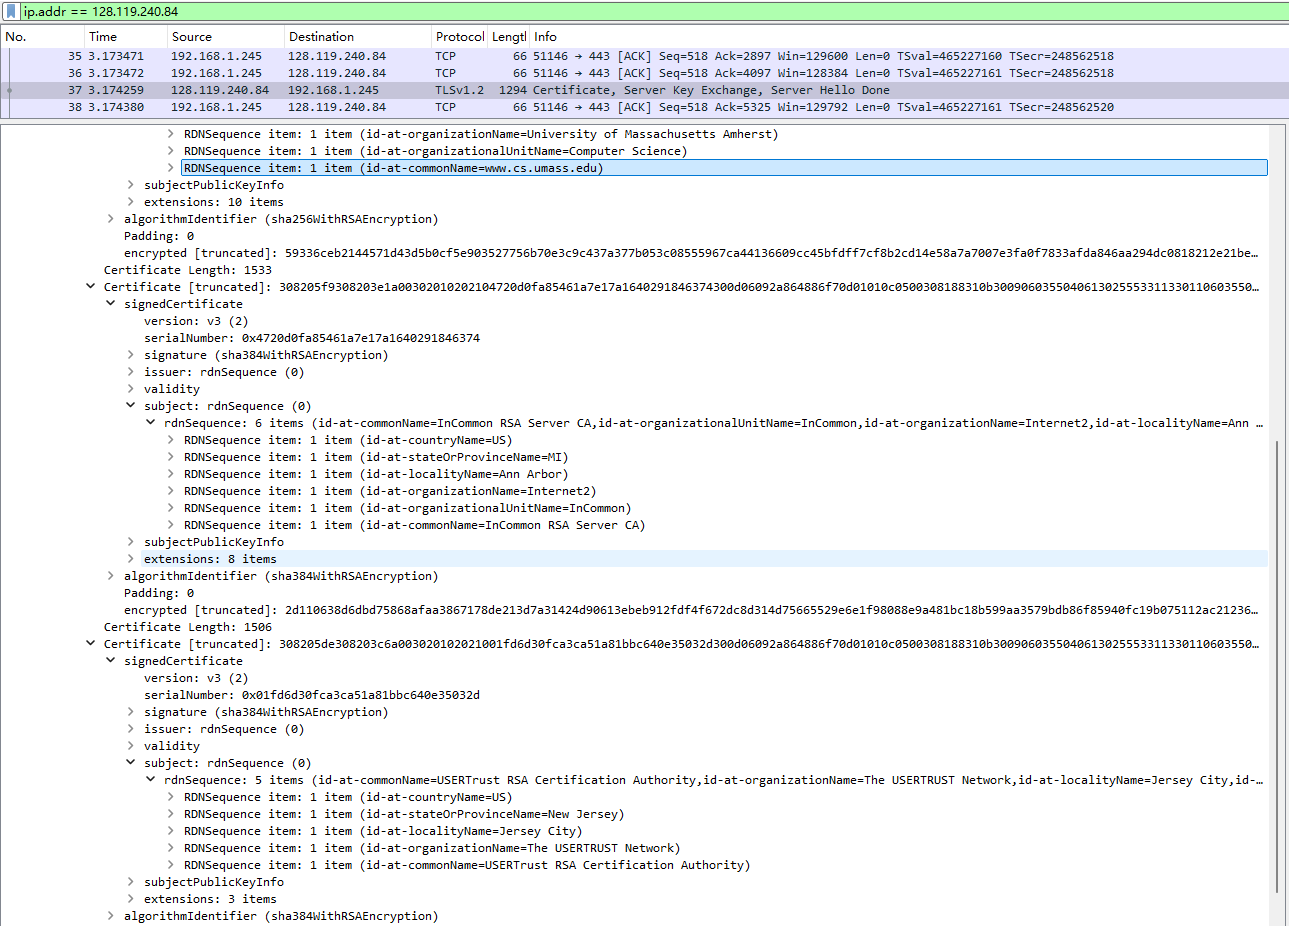 ip.addr == 128.119.240.84
No. Time Source Destination Protocol Lengtl Info
35 3.173471 192.168.1.245 128.119.240.84 TCP 66 51146 → 443 [ACK] Seq=518 Ack=2897 Win=129600 Len=0 TSval=465227160 TSecr=248562518
36 3.173472 192.168.1.245 128.119.240.84 TCP 66 51146 → 443 [ACK] Seq=518 Ack=4097 Win=128384 Len=0 TSval=465227161 TSecr=248562518
37 3.174259 128.119.240.84 192.168.1.245 TLSv1.2 1294 Certificate, Server Key Exchange, Server Hello Done
38 3.174380 192.168.1.245 128.119.240.84 TCP 66 51146 → 443 [ACK] Seq=518 Ack=5325 Win=129792 Len=0 TSval=465227161 TSecr=248562520
RDNSequence item: 1 item (id-at-organizationName=University of Massachusetts Amherst)
RDNSequence item: 1 item (id-at-organizationalUnitName=Computer Science)
RDNSequence item: 1 item (id-at-commonName=www.cs.umass.edu)
subjectPublicKeyInfo
extensions: 10 items
algorithmIdentifier (sha256WithRSAEncryption)
Padding: 0
encrypted [truncated]: 59336ceb2144571d43d5b0cf5e903527756b70e3c9c437a377b053c08555967ca44136609cc45bfdff7cf8b2cd14e58a7a7007e3fa0f7833afda846aa294dc0818212e21be…
Certificate Length: 1533
Certificate [truncated]: 308205f9308203e1a00302010202104720d0fa85461a7e17a1640291846374300d06092a864886f70d01010c0500308188310b3009060355040613025553311330110603550…
signedCertificate
version: v3 (2)
serialNumber: 0x4720d0fa85461a7e17a1640291846374
signature (sha384WithRSAEncryption)
issuer: rdnSequence (0)
validity
subject: rdnSequence (0)
rdnSequence: 6 items (id-at-commonName=InCommon RSA Server CA,id-at-organizationalUnitName=InCommon,id-at-organizationName=Internet2,id-at-localityName=Ann …
RDNSequence item: 1 item (id-at-countryName=US)
RDNSequence item: 1 item (id-at-stateOrProvinceName=MI)
RDNSequence item: 1 item (id-at-localityName=Ann Arbor)
RDNSequence item: 1 item (id-at-organizationName=Internet2)
RDNSequence item: 1 item (id-at-organizationalUnitName=InCommon)
RDNSequence item: 1 item (id-at-commonName=InCommon RSA Server CA)
subjectPublicKeyInfo
extensions: 8 items
algorithmIdentifier (sha384WithRSAEncryption)
Padding: 0
encrypted [truncated]: 2d110638d6dbd75868afaa3867178de213d7a31424d90613ebeb912fdf4f672dc8d314d75665529e6e1f98088e9a481bc18b599aa3579bdb86f85940fc19b075112ac21236…
Certificate Length: 1506
Certificate [truncated]: 308205de308203c6a003020102021001fd6d30fca3ca51a81bbc640e35032d300d06092a864886f70d01010c0500308188310b3009060355040613025553311330110603550…
signedCertificate
version: v3 (2)
serialNumber: 0x01fd6d30fca3ca51a81bbc640e35032d
signature (sha384WithRSAEncryption)
issuer: rdnSequence (0)
validity
subject: rdnSequence (0)
rdnSequence: 5 items (id-at-commonName=USERTrust RSA Certification Authority,id-at-organizationName=The USERTRUST Network,id-at-localityName=Jersey City,id-…
RDNSequence item: 1 item (id-at-countryName=US)
RDNSequence item: 1 item (id-at-stateOrProvinceName=New Jersey)
RDNSequence item: 1 item (id-at-localityName=Jersey City)
RDNSequence item: 1 item (id-at-organizationName=The USERTRUST Network)
RDNSequence item: 1 item (id-at-commonName=USERTrust RSA Certification Authority)
subjectPublicKeyInfo
extensions: 3 items
algorithmIdentifier (sha384WithRSAEncryption)